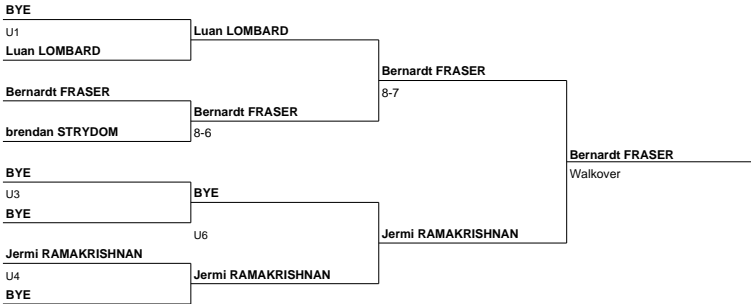 BYE
U1
Luan LOMBARD
Luan LOMBARD
Bernardt FRASER
8-7
Bernardt FRASER
brendan STRYDOM
Bernardt FRASER
8-6
Bernardt FRASER
Walkover
BYE
U3
BYE
BYE
U6
Jermi RAMAKRISHNAN
Jermi RAMAKRISHNAN
U4
BYE
Jermi RAMAKRISHNAN